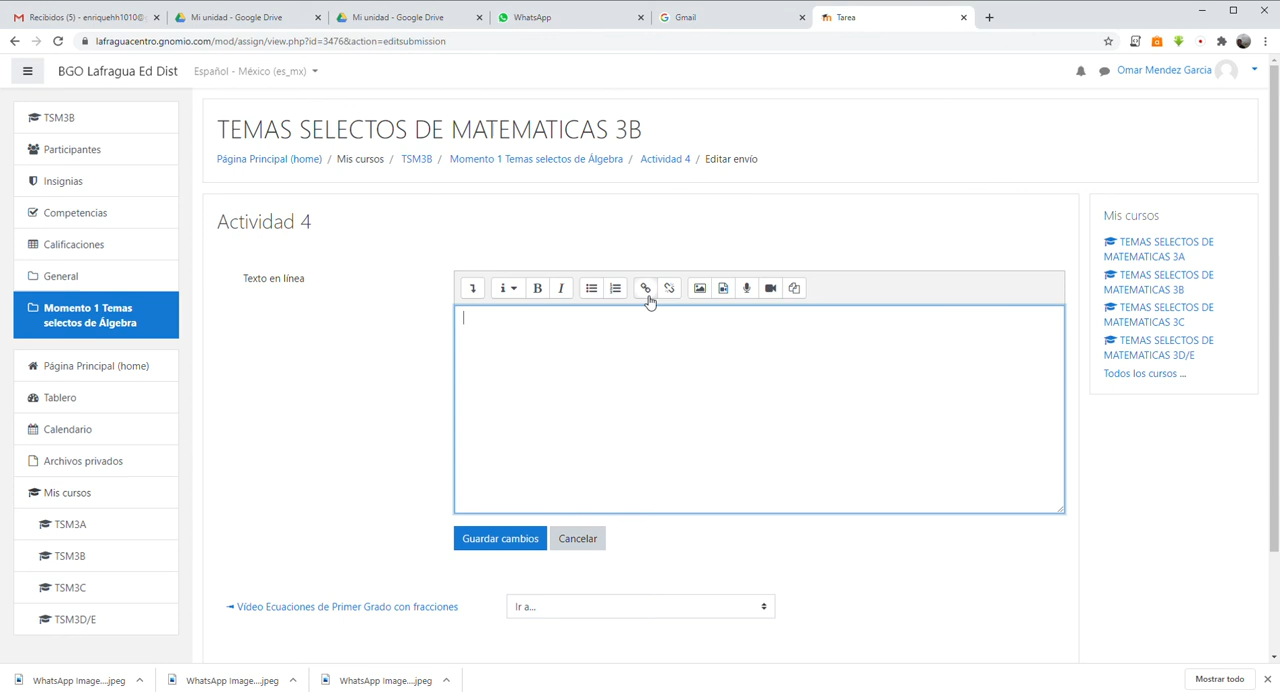 Recibidos (5) - enriquehh1010@
Mi unidad - Google Drive
Mi unidad - Google Drive
WhatsApp
Gmail
Tarea
lafraguacentro.gnomio.com/mod/assign/view.php?id=3476&action=editsubmission
BGO Lafragua Ed Dist
Español - México (es_mx)
Omar Mendez Garcia
TSM3B
Participantes
Insignias
Competencias
Calificaciones
General
Momento 1 Temas
selectos de Álgebra
Página Principal (home)
Tablero
Calendario
Archivos privados
Mis cursos
TSM3A
TSM3B
TSM3C
TSM3D/E
TEMAS SELECTOS DE MATEMATICAS 3B
Página Principal (home) / Mis cursos / TSM3B / Momento 1 Temas selectos de Álgebra / Actividad 4 / Editar envío
Actividad 4
Texto en línea
Guardar cambios
Cancelar
◄ Vídeo Ecuaciones de Primer Grado con fracciones
Ir a...
Mis cursos
TEMAS SELECTOS DE
MATEMATICAS 3A
TEMAS SELECTOS DE
MATEMATICAS 3B
TEMAS SELECTOS DE
MATEMATICAS 3C
TEMAS SELECTOS DE
MATEMATICAS 3D/E
Todos los cursos ...
WhatsApp Image....jpeg
WhatsApp Image....jpeg
WhatsApp Image....jpeg
Mostrar todo